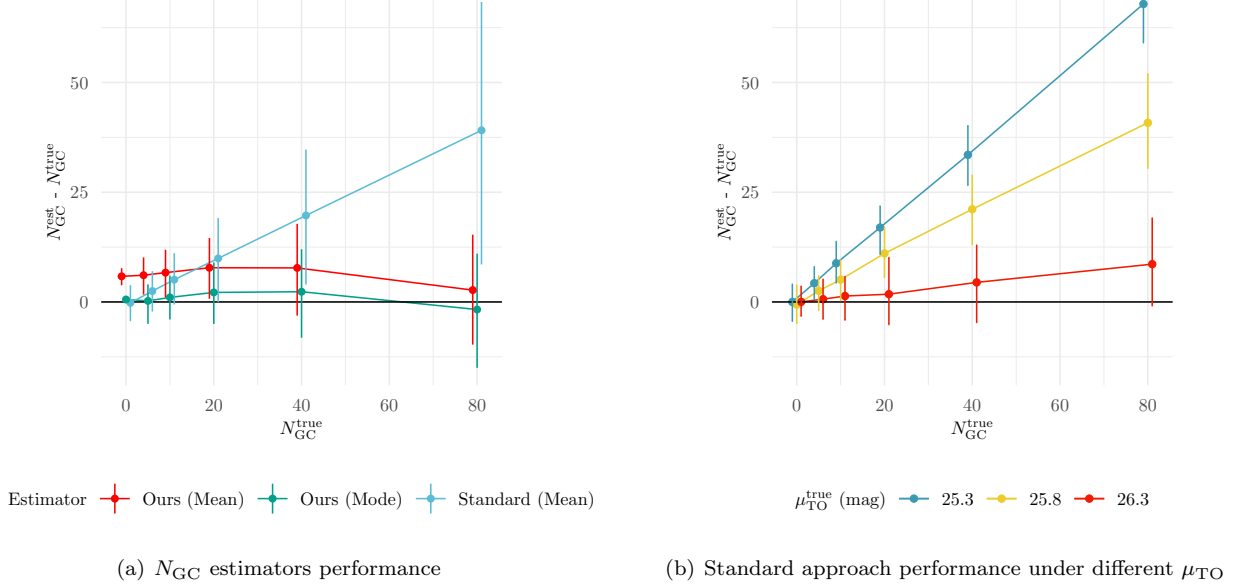 50
25
0
N_GC^est - N_GC^true
0 20 40 60 80
N_GC^true
Estimator Ours (Mean) Ours (Mode) Standard (Mean)
(a) N_GC estimators performance
50
25
0
N_GC^est - N_GC^true
0 20 40 60 80
N_GC^true
μ_TO^true (mag) 25.3 25.8 26.3
(b) Standard approach performance under different μ_TO